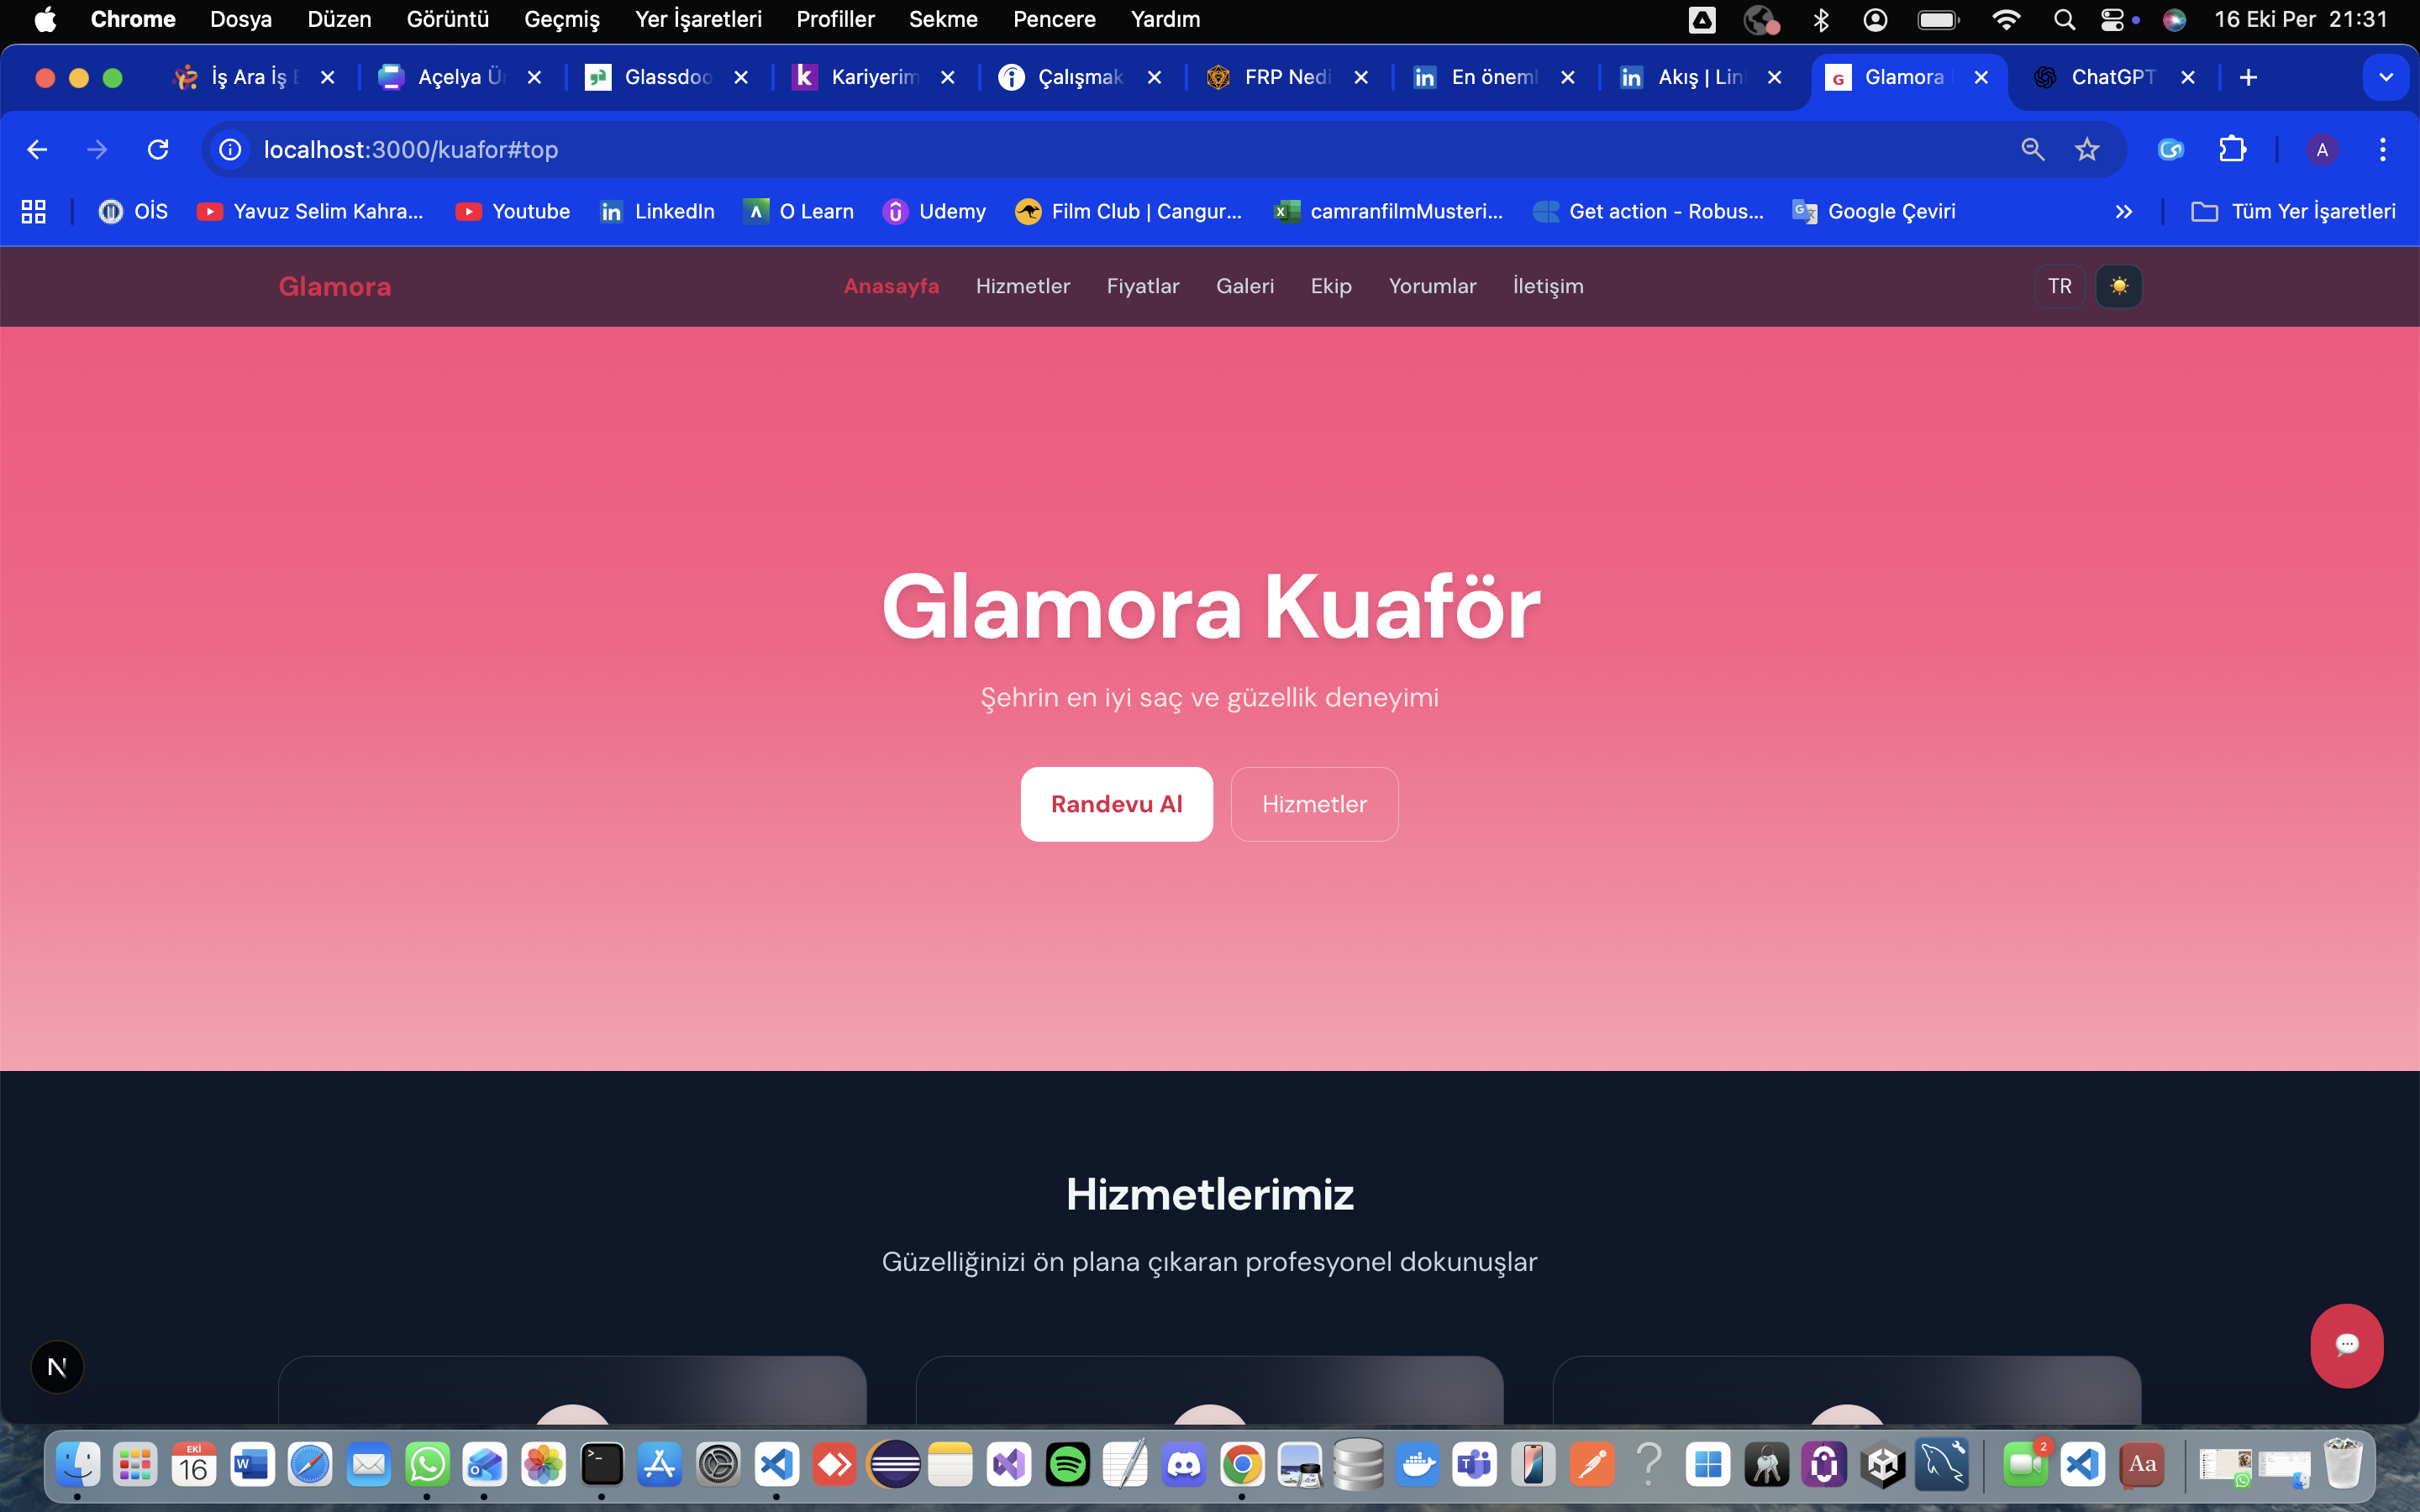 Chrome Dosya Düzen Görüntü Geçmiş Yer İşaretleri Profiller Sekme Pencere Yardım 16 Eki Per 21:31
İş Ara İş Açelya Glassdoo Kariyerim Çalışmak FRP Nedi En öneml Akış | Lin Glamora ChatGPT
localhost:3000/kuafor#top A
OİS Yavuz Selim Kahra... Youtube LinkedIn O Learn Udemy Film Club | Cangur... camranfilmMusteri... Get action - Robus... Google Çeviri Tüm Yer İşaretleri
Glamora Anasayfa Hizmetler Fiyatlar Galeri Ekip Yorumlar İletişim TR
Glamora Kuaför
Şehrin en iyi saç ve güzellik deneyimi
Randevu Al Hizmetler
Hizmetlerimiz
Güzelliğinizi ön plana çıkaran profesyonel dokunuşlar
N
EKİ
16
2
Aa